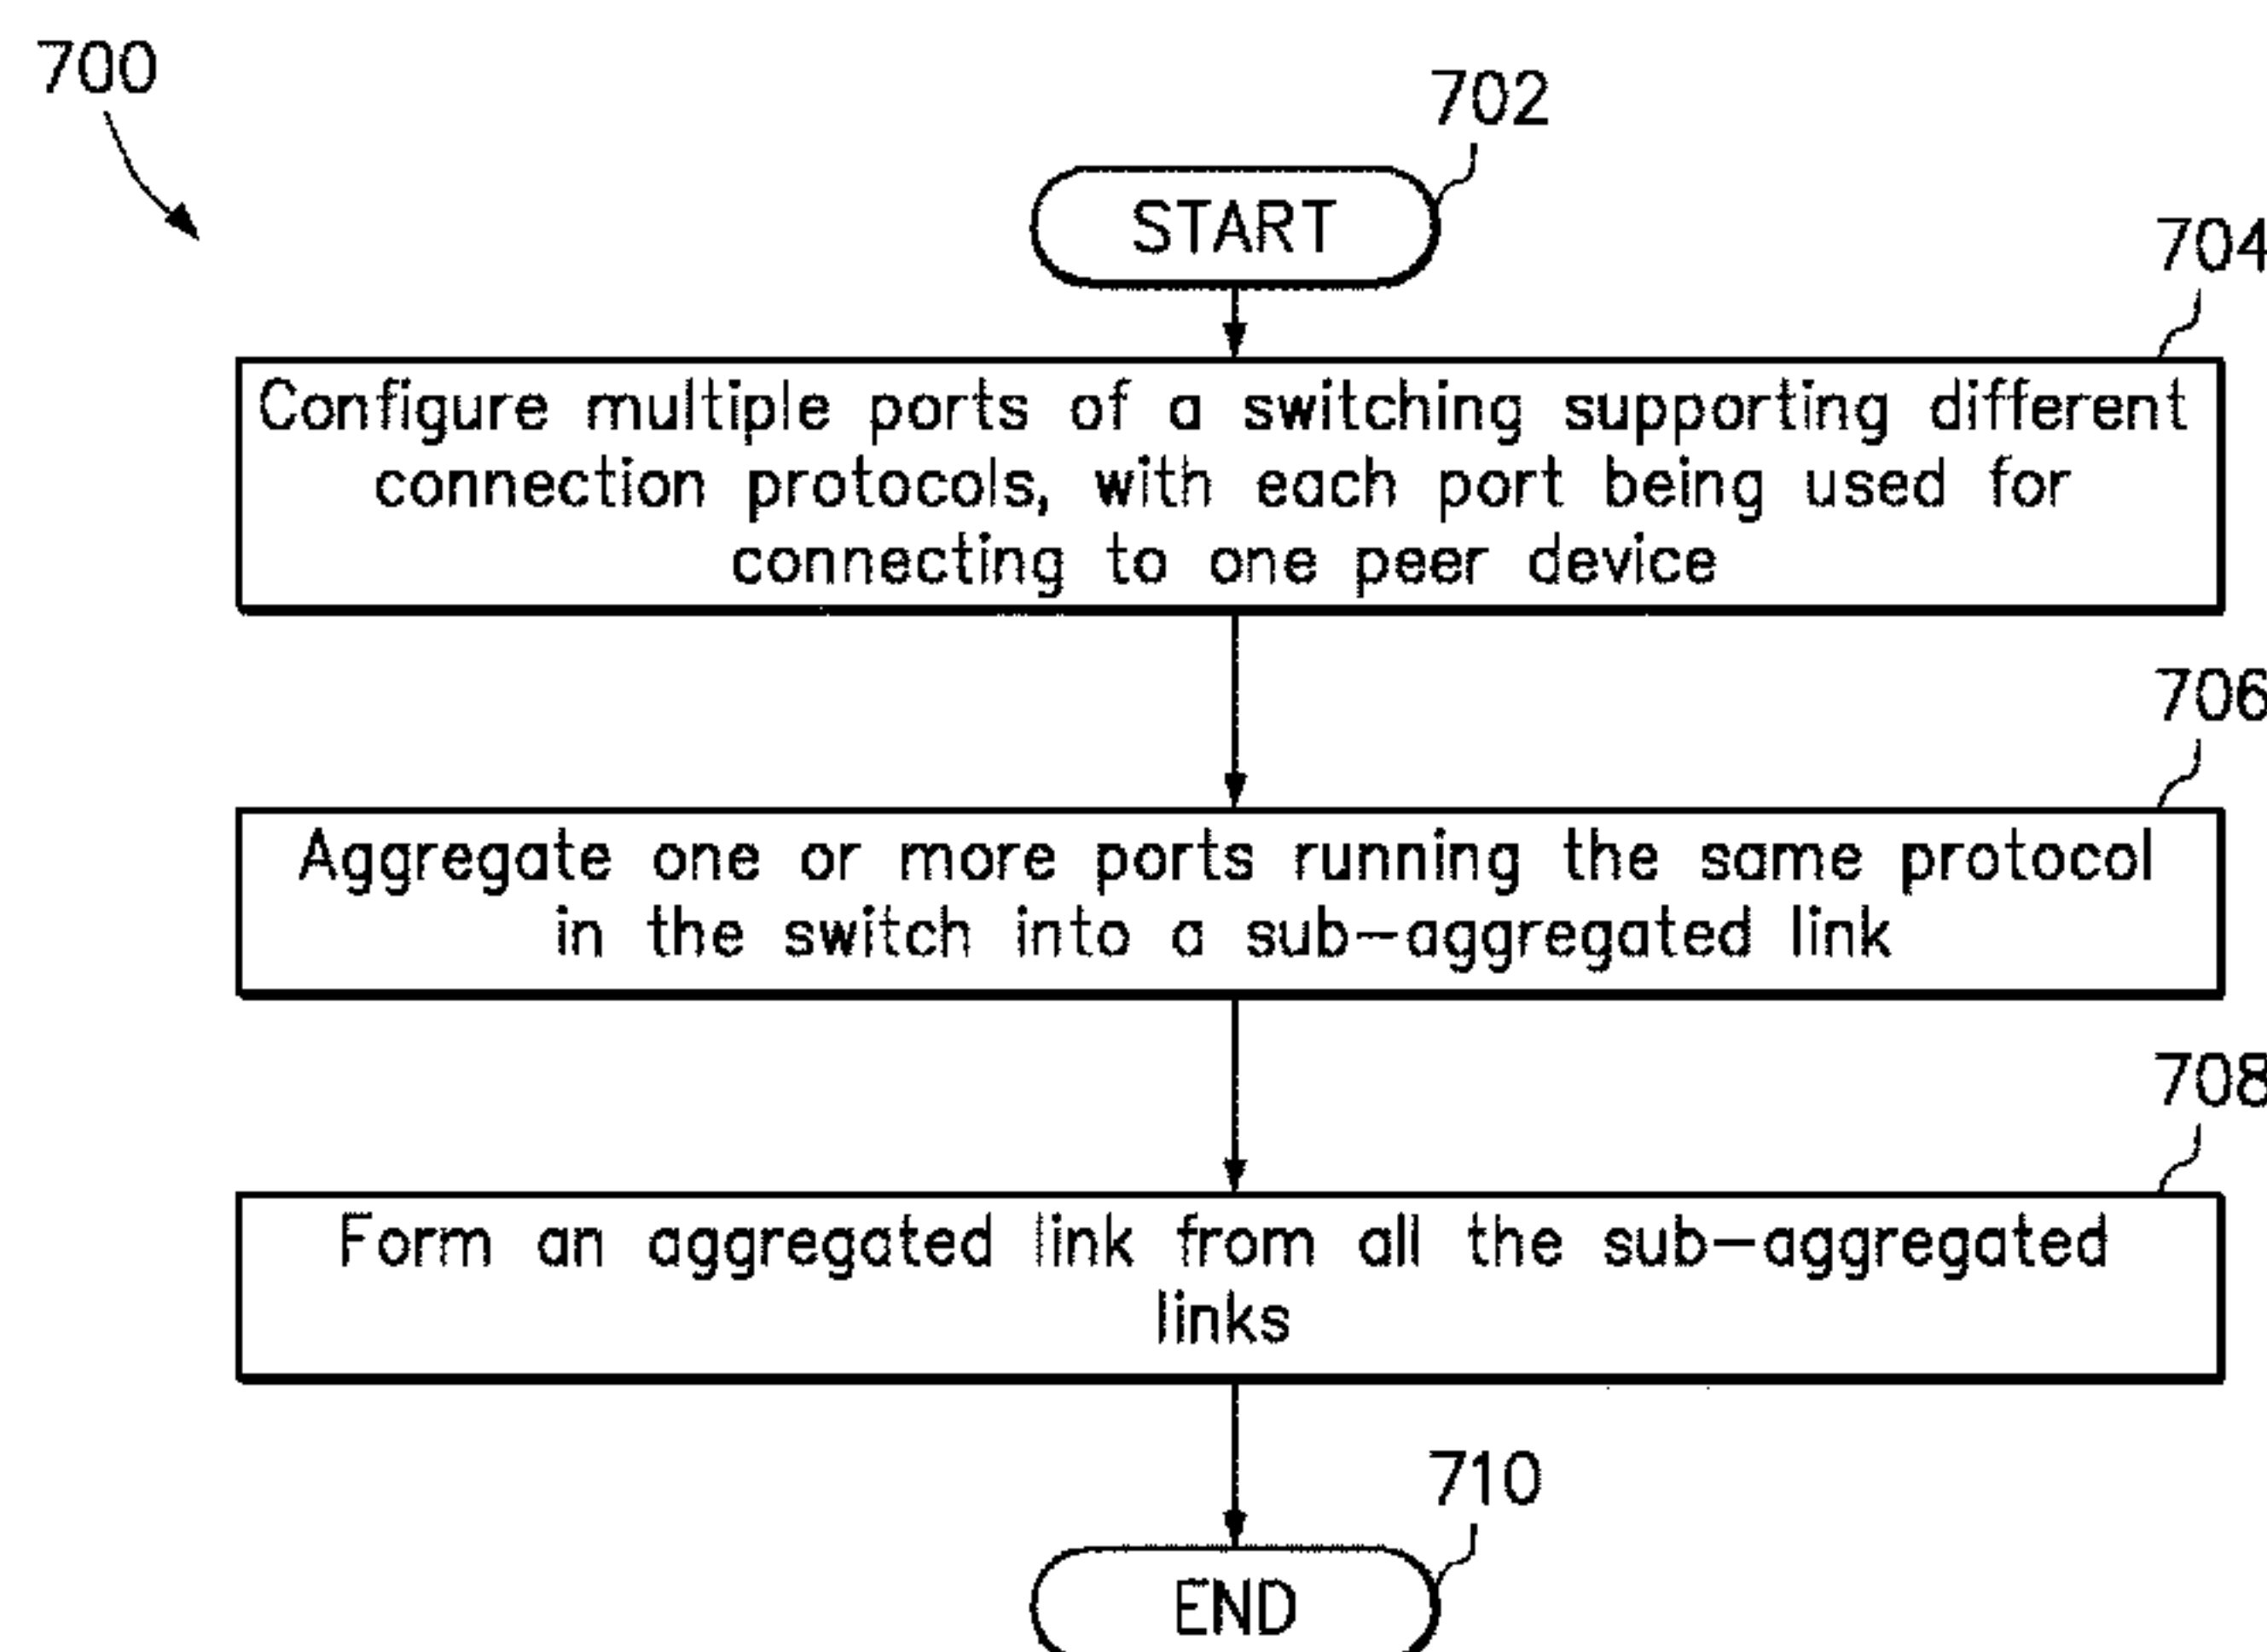 700
702
START
704
Configure multiple ports of a switching supporting different
connection protocols, with each port being used for
connecting to one peer device
706
Aggregate one or more ports running the same protocol
in the switch into a sub-aggregated link
708
Form an aggregated link from all the sub-aggregated
links
710
END